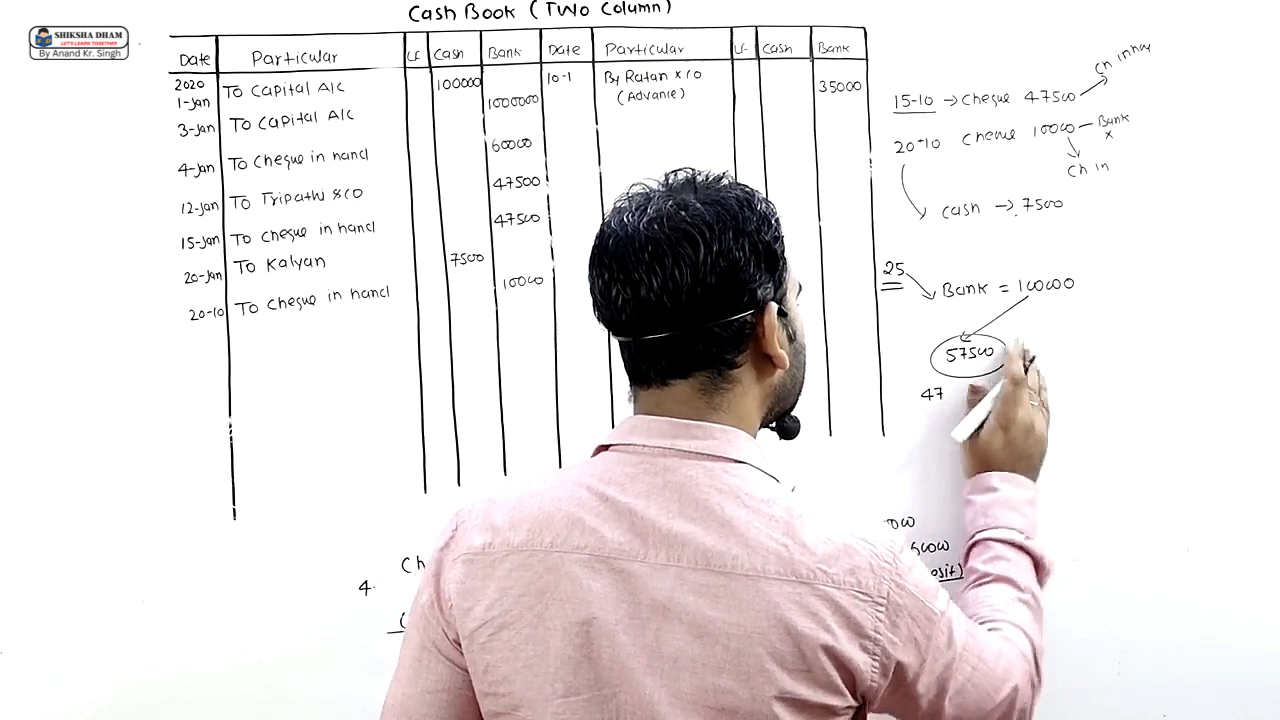 SHIKSHA DHAM
LET'S LEARN TOGETHER
By Anand Kr. Singh
Cash Book (Two Column)
Date Particular LF Cash Bank Date Particular LF Cash Bank
2020
1-Jan To Capital A/c 100000 10-1 By Ratan & Co (Advance) 35000
3-Jan To Capital A/c 1000000
4-Jan To Cheque in hand 60000
12-Jan To Tripathi & Co 47500
15-Jan To Cheque in hand 47500
20-Jan To Kalyan 7500
20-10 To Cheque in hand 10000
15-10 → Cheque 47500
20-10 Cheque 10000 – Bank
x
Ch in
Cash → 7500
25
Bank = 100000
57500
47
Ch
4.